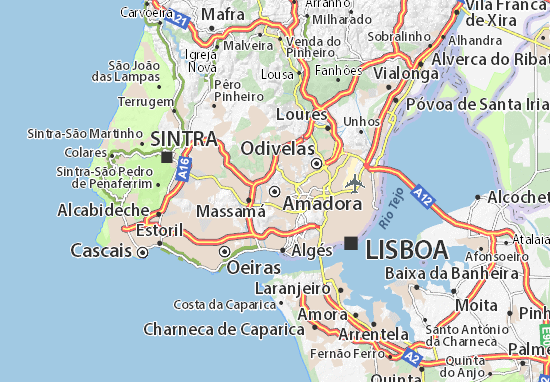 Carvoeira
A21
Mafra
Arranhó
Milharado
Vila Franca
de Xira
Malveira
Venda do
Pinheiro
Sobralinho
Alhandra
Igreja
Nova
Lousa
Fanhões
Alverca do Ribat
São João
das Lampas
Pêro
Pinheiro
Vialonga
Terrugem
Póvoa de Santa Iria
Loures
Unhos
Sintra-São Martinho
Colares
SINTRA
Odivelas
A16
Sintra-São Pedro
de Penaferrim
A12
Alcochet
Rio Tejo
Alcabideche
Massamá
Amadora
Estoril
Cascais
Oeiras
Algés
LISBOA
Atalaia
Afonsoeiro
Baixa da Banheira
Laranjeiro
Costa da Caparica
Moita
Amora
Pinh
Charneca de Caparica
Arrentela
Santo António
da Charneca
E90
Fernão Ferro
A2
Quinta
Quinta
do Anjo
Palme